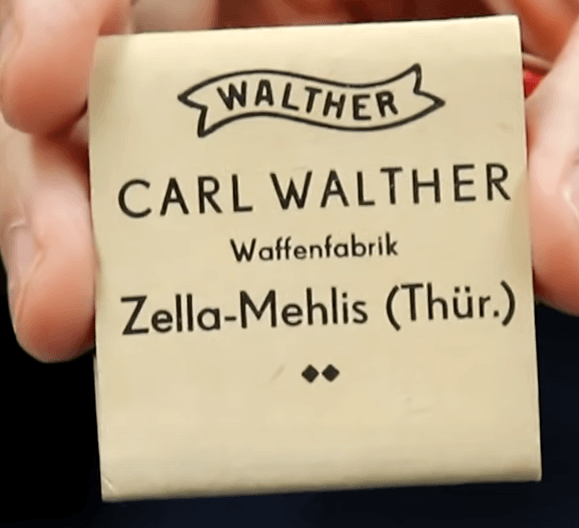 WALTHER
CARL WALTHER
Waffenfabrik
Zella-Mehlis (Thür.)